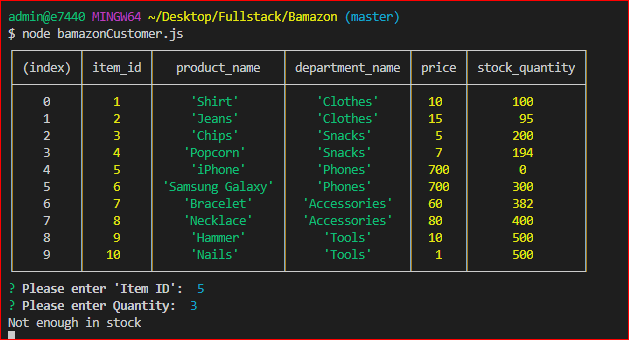 admin@e7440 MINGW64 ~/Desktop/Fullstack/Bamazon (master)
$ node bamazonCustomer.js
(index) item_id product_name department_name price stock_quantity
0 1 'Shirt' 'Clothes' 10 100
1 2 'Jeans' 'Clothes' 15 95
2 3 'Chips' 'Snacks' 5 200
3 4 'Popcorn' 'Snacks' 7 194
4 5 'iPhone' 'Phones' 700 0
5 6 'Samsung Galaxy' 'Phones' 700 300
6 7 'Bracelet' 'Accessories' 60 382
7 8 'Necklace' 'Accessories' 80 400
8 9 'Hammer' 'Tools' 10 500
9 10 'Nails' 'Tools' 1 500
? Please enter 'Item ID': 5
? Please enter Quantity: 3
Not enough in stock